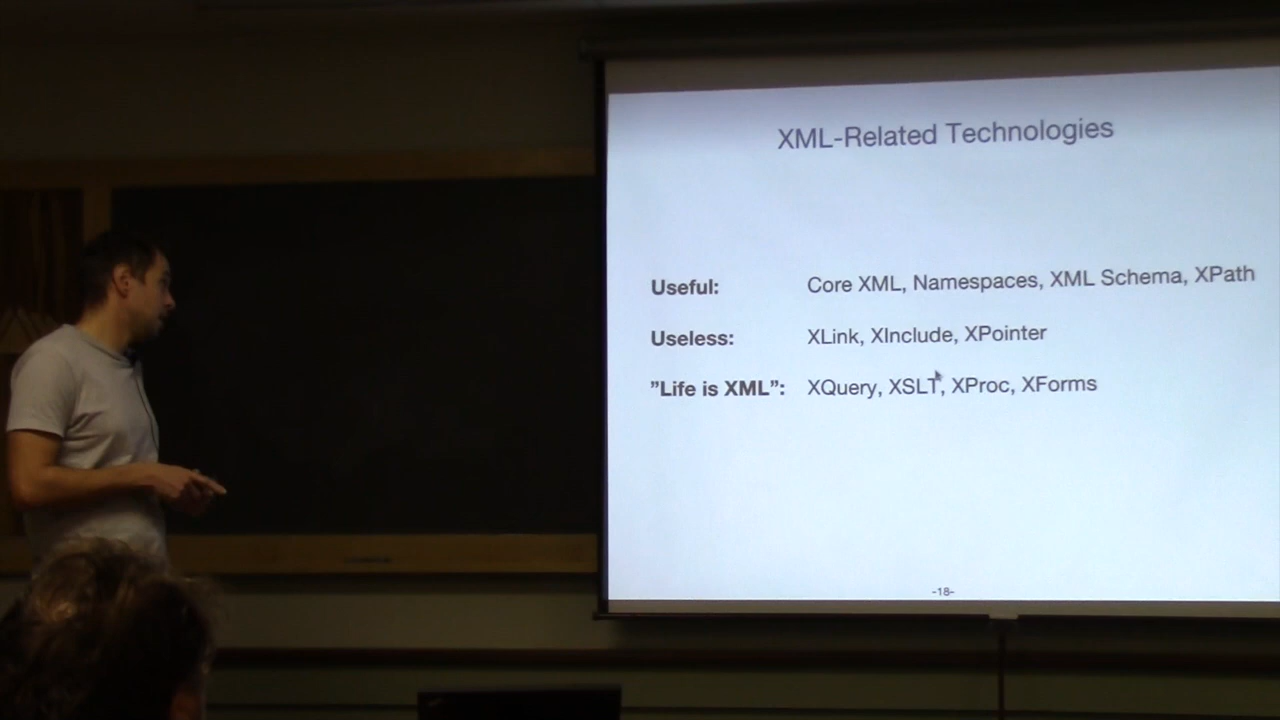 XML-Related Technologies
Useful: Core XML, Namespaces, XML Schema, XPath
Useless: XLink, XInclude, XPointer
”Life is XML”: XQuery, XSLT, XProc, XForms
-18-